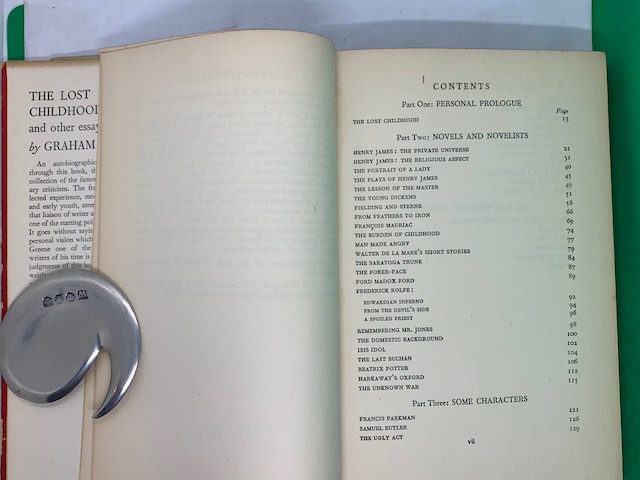 THE LOST
CHILDHOOD
and other essay
by GRAHAM
An autobiographic
through this book, th
collection of the famou
ary criticism. The fra
lected experience, mo
and early youth, stren
that liaison of writer a
one of the starting poi
It goes without sayin
personal vision which
Greene one of the
writers of his time is
judgments of this bo
CONTENTS
Part One: PERSONAL PROLOGUE
Page
THE LOST CHILDHOOD 13
Part Two: NOVELS AND NOVELISTS
HENRY JAMES: THE PRIVATE UNIVERSE 21
HENRY JAMES: THE RELIGIOUS ASPECT 31
THE PORTRAIT OF A LADY 40
THE PLAYS OF HENRY JAMES 45
THE LESSON OF THE MASTER 49
THE YOUNG DICKENS 51
FIELDING AND STERNE 58
FROM FEATHERS TO IRON 66
FRANÇOIS MAURIAC 69
THE BURDEN OF CHILDHOOD 74
MAN MADE ANGRY 77
WALTER DE LA MARE'S SHORT STORIES 79
THE SARATOGA TRUNK 84
THE POKER-FACE 87
FORD MADOX FORD 89
FREDERICK ROLFE:
EDWARDIAN INFERNO 92
FROM THE DEVIL'S SIDE 94
A SPOILED PRIEST 96
REMEMBERING MR. JONES 98
THE DOMESTIC BACKGROUND 100
ISIS IDOL 102
THE LAST BUCHAN 104
BEATRIX POTTER 106
HARKAWAY'S OXFORD 112
THE UNKNOWN WAR 115
Part Three: SOME CHARACTERS
FRANCIS PARKMAN 121
SAMUEL BUTLER 126
THE UGLY ACT 129
vii